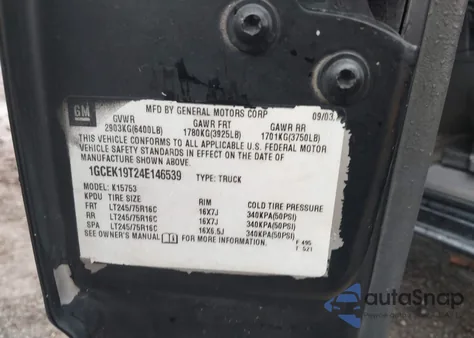 GM MFD BY GENERAL MOTORS CORP 09/03
GVWR GAWR FRT GAWR RR
2903KG(6400LB) 1780KG(3925LB) 1701KG(3750LB)
THIS VEHICLE CONFORMS TO ALL APPLICABLE U.S. FEDERAL MOTOR
VEHICLE SAFETY STANDARDS IN EFFECT ON THE DATE OF
MANUFACTURE SHOWN ABOVE.
1GCEK19T24E146539 TYPE: TRUCK
MODEL: K15753
KPDU TIRE SIZE RIM COLD TIRE PRESSURE
FRT LT245/75R16C 16X7J 340KPA(50PSI)
RR LT245/75R16C 16X7J 340KPA(50PSI)
SPA LT245/75R16C 16X6.5J 340KPA(50PSI)
SEE OWNER'S MANUAL FOR MORE INFORMATION.
F 495
T 521
autoSnap